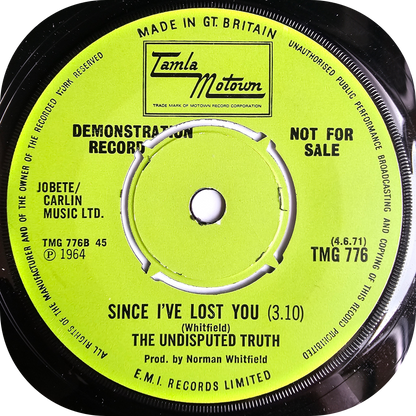 MADE IN GT. BRITAIN
UNAUTHORISED PUBLIC PERFORMANCE BROADCASTING AND COPYING OF THIS RECORD PROHIBITED
ALL RIGHTS OF THE MANUFACTURER AND OF THE OWNER OF THE RECORDED WORK RESERVED
Tamla
Motown
TRADE MARK OF MOTOWN RECORD CORPORATION
DEMONSTRATION
RECORD
NOT FOR
SALE
JOBETE/
CARLIN
MUSIC LTD.
TMG 776B 45
Ⓟ 1964
(4.6.71)
TMG 776
SINCE I'VE LOST YOU (3.10)
(Whitfield)
THE UNDISPUTED TRUTH
Prod. by Norman Whitfield
E.M.I. RECORDS LIMITED